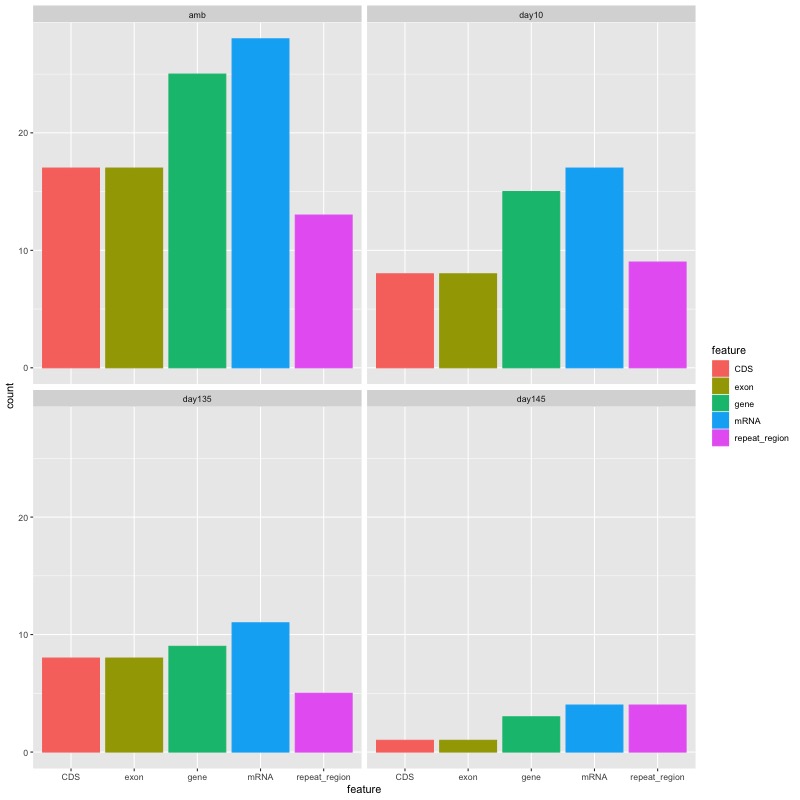 amb
day10
20
10
0
count
day135
day145
20
10
0
CDS
exon
gene
mRNA
repeat_region
CDS
exon
gene
mRNA
repeat_region
feature
feature
CDS
exon
gene
mRNA
repeat_region